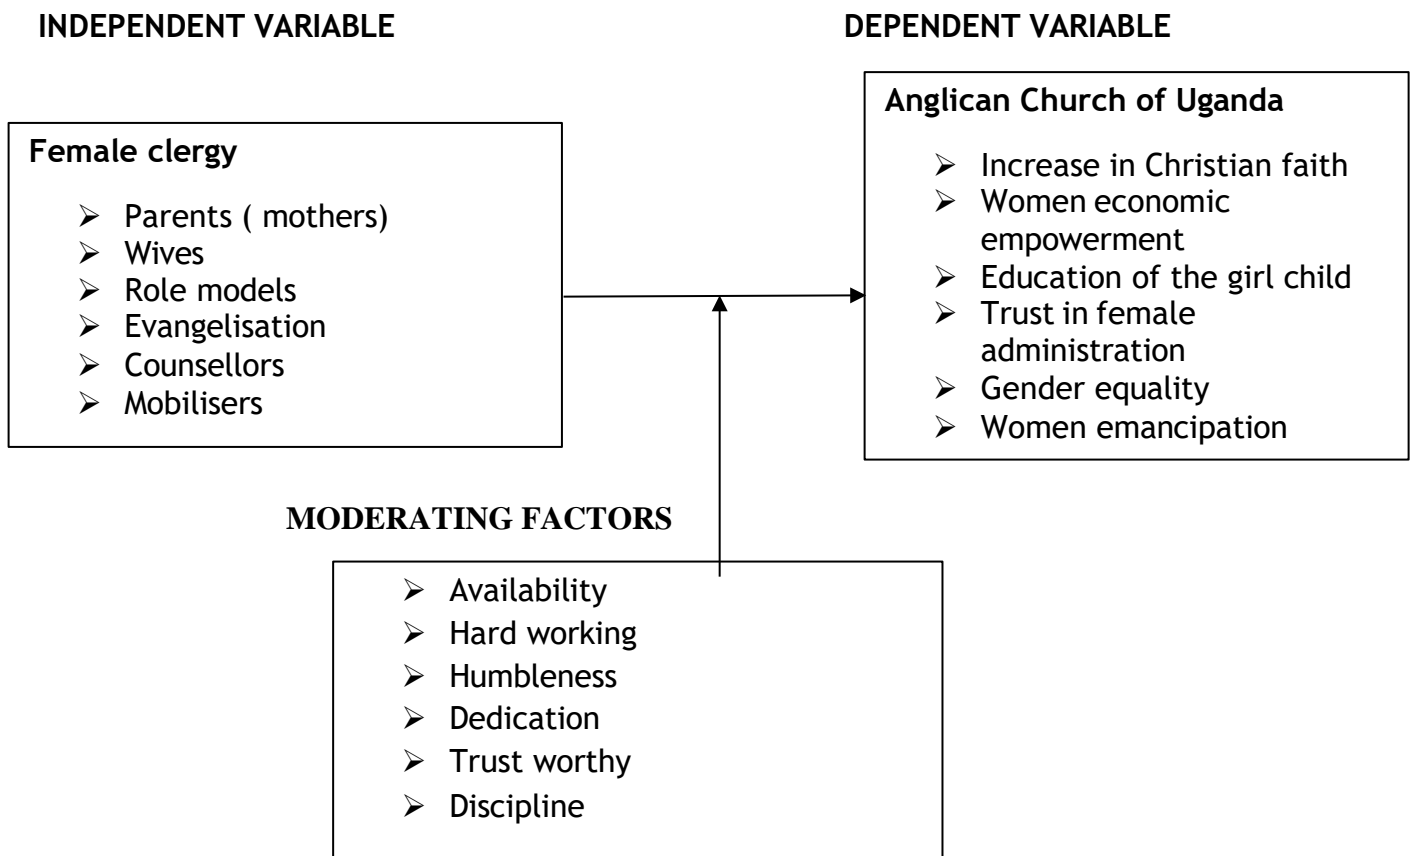 INDEPENDENT VARIABLE
DEPENDENT VARIABLE
Female clergy
➢ Parents ( mothers)
➢ Wives
➢ Role models
➢ Evangelisation
➢ Counsellors
➢ Mobilisers
Anglican Church of Uganda
➢ Increase in Christian faith
➢ Women economic
empowerment
➢ Education of the girl child
➢ Trust in female
administration
➢ Gender equality
➢ Women emancipation
MODERATING FACTORS
➢ Availability
➢ Hard working
➢ Humbleness
➢ Dedication
➢ Trust worthy
➢ Discipline